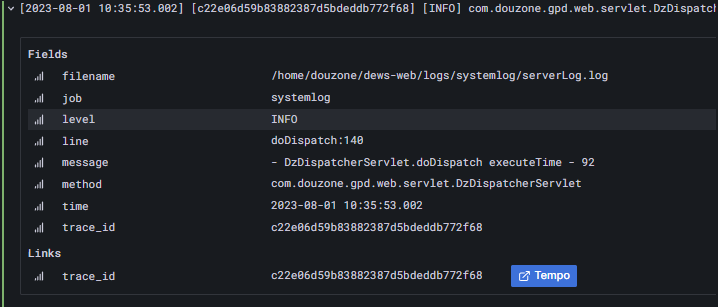 [2023-08-01 10:35:53.002] [c22e06d59b83882387d5bdeddb772f68] [INFO] com.douzone.gpd.web.servlet.DzDispatc
Fields
filename /home/douzone/dews-web/logs/systemlog/serverLog.log
job systemlog
level INFO
line doDispatch:140
message - DzDispatcherServlet.doDispatch executeTime - 92
method com.douzone.gpd.web.servlet.DzDispatcherServlet
time 2023-08-01 10:35:53.002
trace_id c22e06d59b83882387d5bdeddb772f68
Links
trace_id c22e06d59b83882387d5bdeddb772f68 Tempo